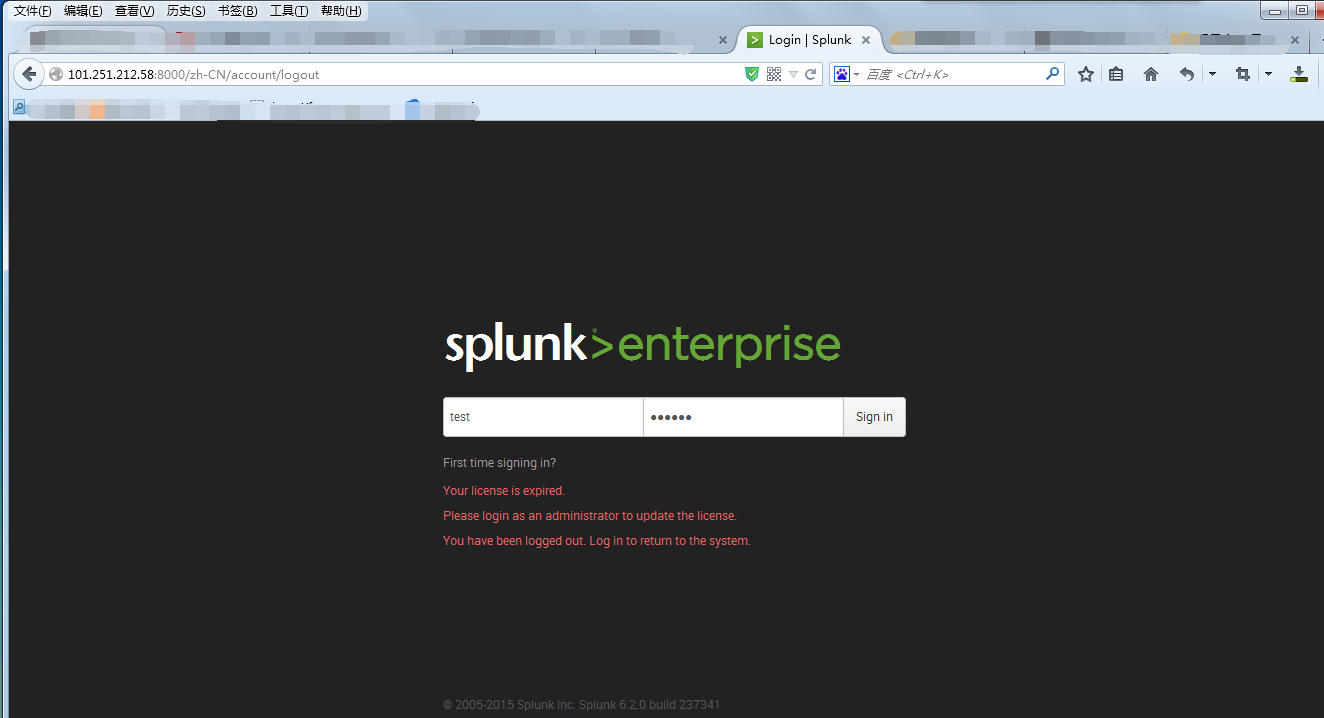 文件(F) 编辑(E) 查看(V) 历史(S) 书签(B) 工具(T) 帮助(H)
Login | Splunk
101.251.212.58:8000/zh-CN/account/logout
百度 <Ctrl+K>
splunk>enterprise
test
Sign in
First time signing in?
Your license is expired.
Please login as an administrator to update the license.
You have been logged out. Log in to return to the system.
© 2005-2015 Splunk Inc. Splunk 6.2.0 build 237341